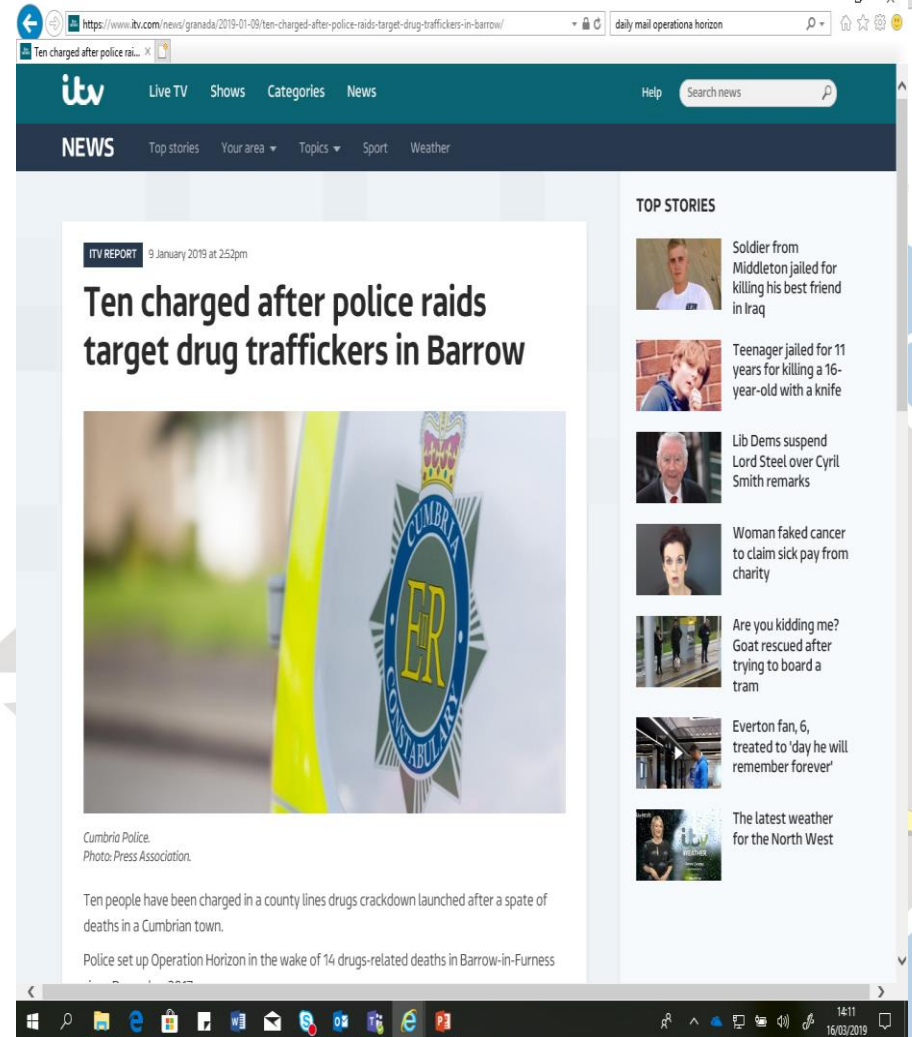 https://www.itv.com/news/granada/2019-01-09/ten-charged-after-police-raids-target-drug-traffickers-in-barrow/
daily mail operationa horizon
Ten charged after police rai...
itv
Live TV Shows Categories News
Help
Search news
NEWS
Top stories Your area Topics Sport Weather
ITV REPORT 9 January 2019 at 2:52pm
Ten charged after police raids
target drug traffickers in Barrow
CUMBRIA
EIIR
CONSTABULARY
Cumbria Police.
Photo: Press Association.
Ten people have been charged in a county lines drugs crackdown launched after a spate of
deaths in a Cumbrian town.
Police set up Operation Horizon in the wake of 14 drugs-related deaths in Barrow-in-Furness
TOP STORIES
Soldier from
Middleton jailed for
killing his best friend
in Iraq
Teenager jailed for 11
years for killing a 16-
year-old with a knife
Lib Dems suspend
Lord Steel over Cyril
Smith remarks
Woman faked cancer
to claim sick pay from
charity
Are you kidding me?
Goat rescued after
trying to board a
tram
Everton fan, 6,
treated to 'day he will
remember forever'
itv
WEATHER
The latest weather
for the North West
14:11
16/03/2019